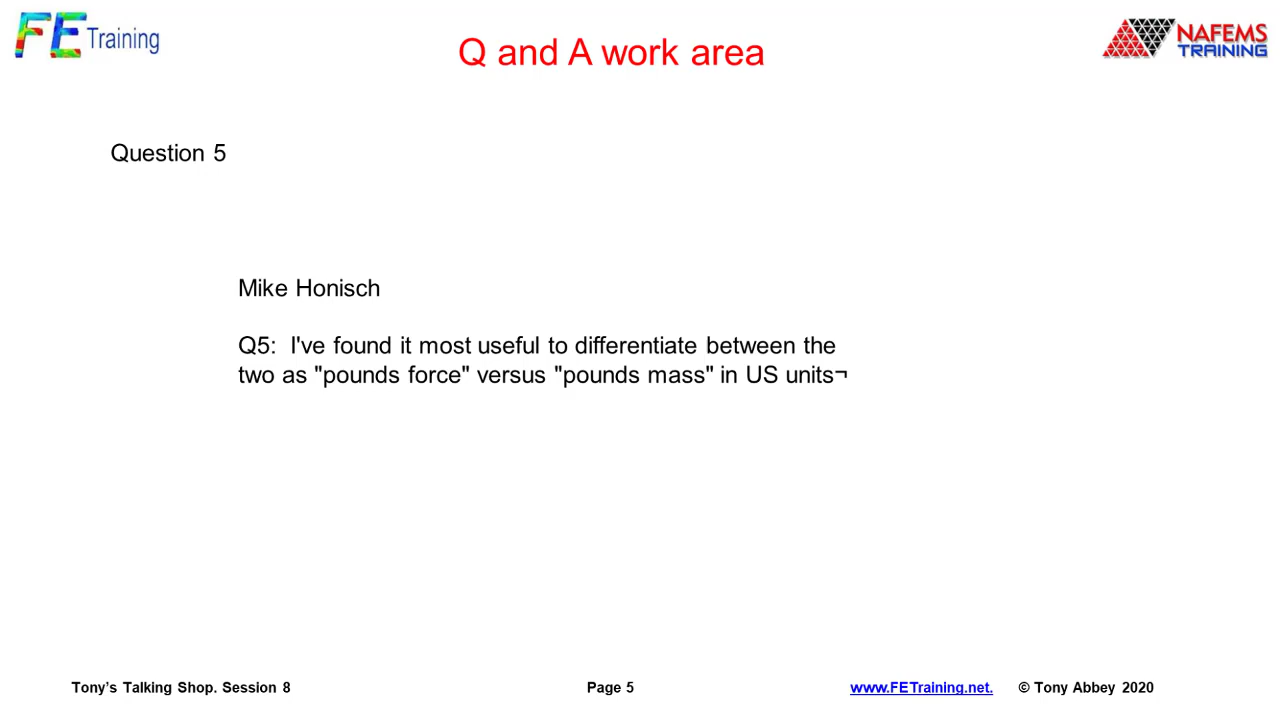 FE Training
Q and A work area
NAFEMS
TRAINING
Question 5
Mike Honisch
Q5:  I've found it most useful to differentiate between the
two as "pounds force" versus "pounds mass" in US units¬
Tony’s Talking Shop. Session 8
Page 5
www.FETraining.net.
© Tony Abbey 2020